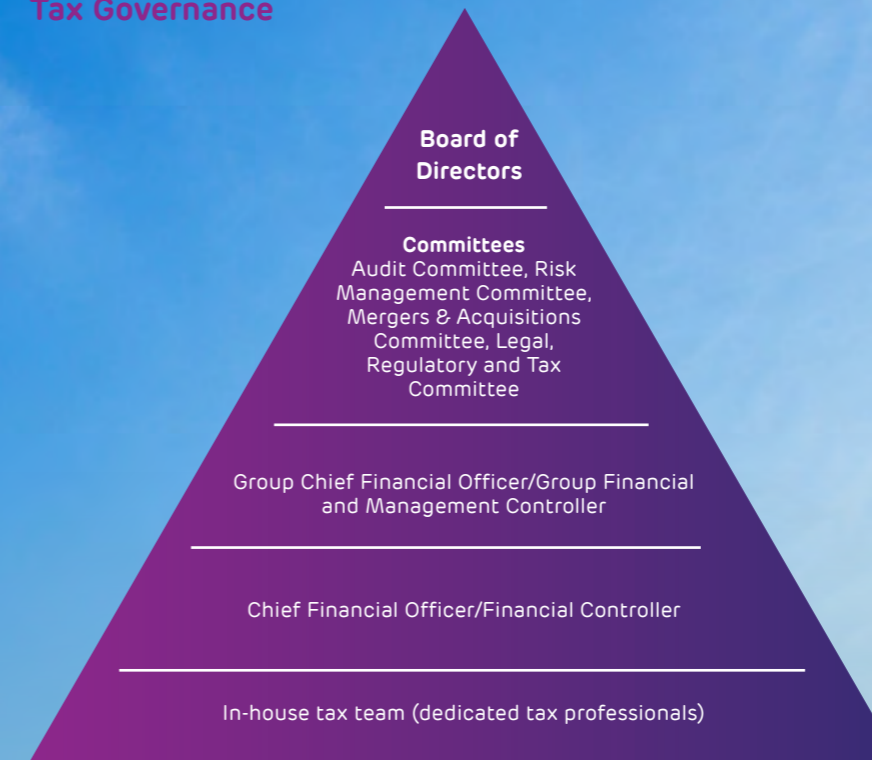 Tax Governance
Board of
Directors
Committees
Audit Committee, Risk
Management Committee,
Mergers & Acquisitions
Committee, Legal,
Regulatory and Tax
Committee
Group Chief Financial Officer/Group Financial
and Management Controller
Chief Financial Officer/Financial Controller
In-house tax team (dedicated tax professionals)